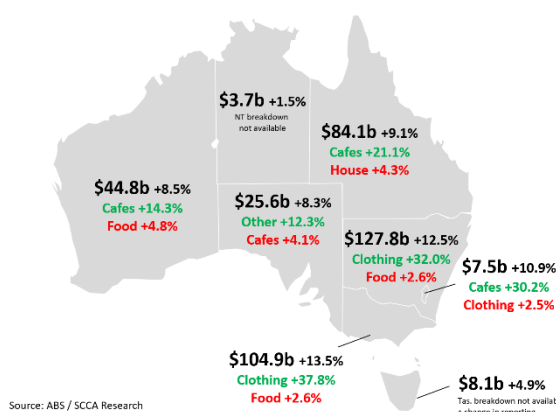 $3.7b +1.5%
NT breakdown
not available
$84.1b +9.1%
Cafes +21.1%
House +4.3%
$44.8b +8.5%
Cafes +14.3%
Food +4.8%
$25.6b +8.3%
Other +12.3%
Cafes +4.1%
$127.8b +12.5%
Clothing +32.0%
Food +2.6%
$7.5b +10.9%
Cafes +30.2%
Clothing +2.5%
$104.9b +13.5%
Clothing +37.8%
Food +2.6%
$8.1b +4.9%
Tas. breakdown not availat
a change in reporting
Source: ABS / SCCA Research